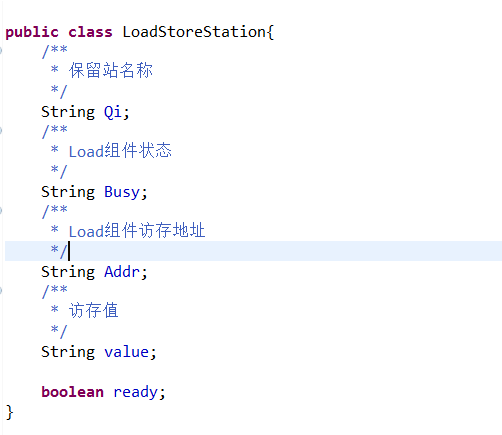 public class LoadStoreStation{
/**
* 保留站名称
*/
String Qi;
/**
* Load组件状态
*/
String Busy;
/**
* Load组件访存地址
*/
String Addr;
/**
* 访存值
*/
String value;
boolean ready;
}